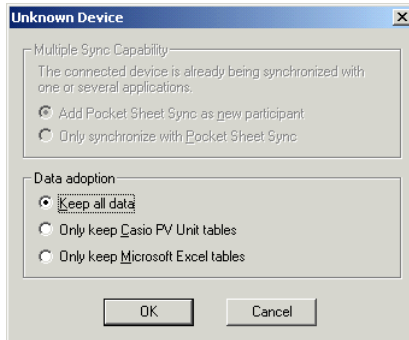 Unknown Device
Multiple Sync Capability
The connected device is already being synchronized with
one or several applications.
Add Pocket Sheet Sync as new participant
Only synchronize with Pocket Sheet Sync
Data adoption
Keep all data
Only keep Casio PV Unit tables
Only keep Microsoft Excel tables
OK Cancel